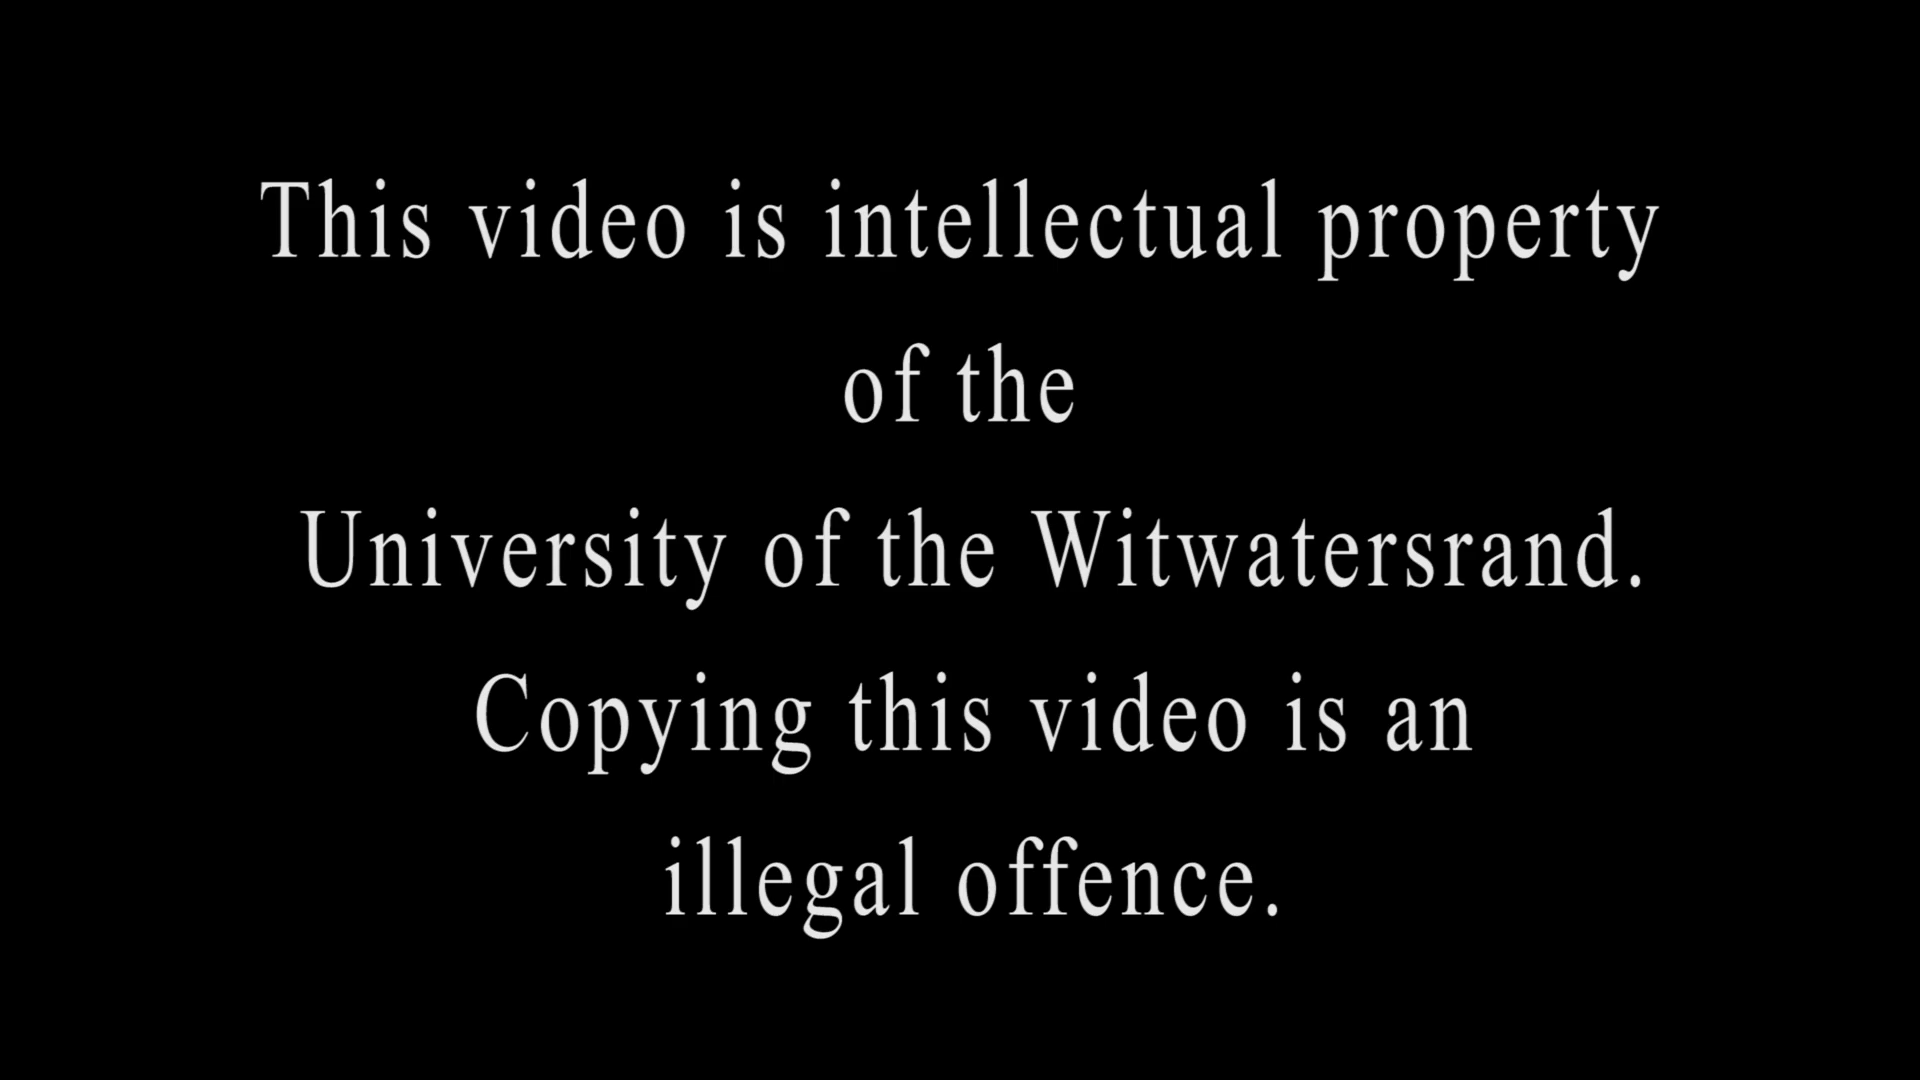 This video is intellectual property
of the
University of the Witwatersrand.
Copying this video is an
illegal offence.